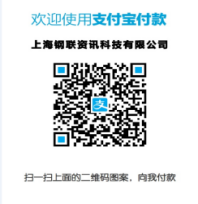 欢迎使用支付宝付款
上海钢联资讯科技有限公司
支
扫一扫上面的二维码图案，向我付款